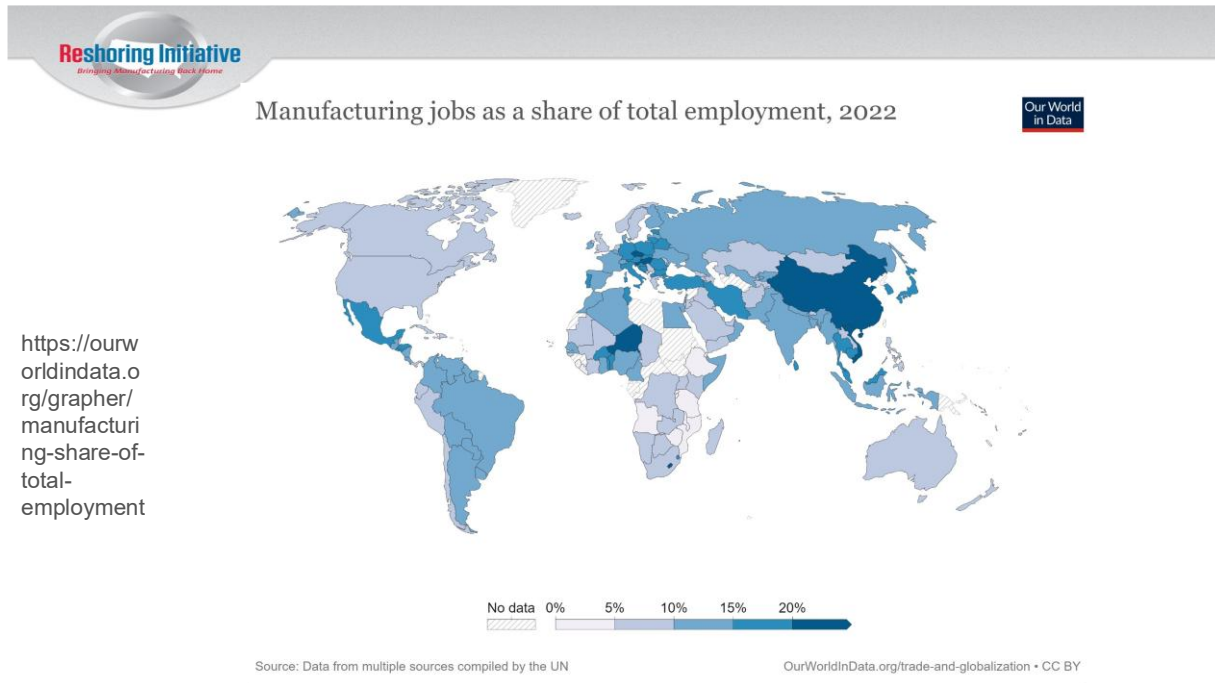 Reshoring Initiative
Bringing Manufacturing Back Home
Manufacturing jobs as a share of total employment, 2022
Our World
in Data
https://ourw
orldindata.o
rg/grapher/
manufacturi
ng-share-of-
total-
employment
No data 0% 5% 10% 15% 20%
Source: Data from multiple sources compiled by the UN
OurWorldInData.org/trade-and-globalization • CC BY